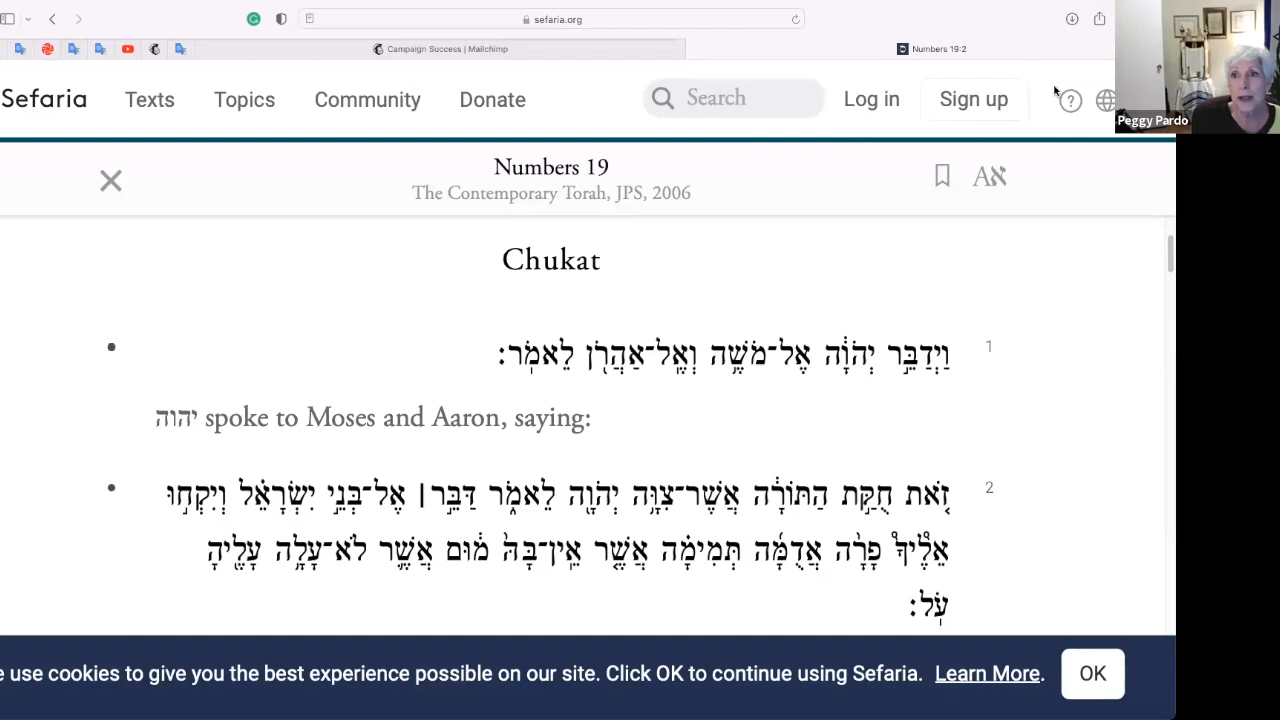 sefaria.org
Campaign Success | Mailchimp
Numbers 19:2
Sefaria Texts Topics Community Donate Search Log in Sign up
Peggy Pardo
Numbers 19
The Contemporary Torah, JPS, 2006
Chukat
וַיְדַבֵּ֣ר יְהֹוָ֔ה אֶל־מֹשֶׁ֥ה וְאֶֽל־אַהֲרֹ֖ן לֵאמֹֽר׃ 1
יהוה spoke to Moses and Aaron, saying:
זֹ֚את חֻקַּ֣ת הַתּוֹרָ֔ה אֲשֶׁר־צִוָּ֥ה יְהֹוָ֖ה לֵאמֹ֑ר דַּבֵּ֣ר ׀ אֶל־בְּנֵ֣י יִשְׂרָאֵ֗ל וְיִקְח֣וּ 2
אֵלֶ֩יךָ֩ פָרָ֨ה אֲדֻמָּ֜ה תְּמִימָ֗ה אֲשֶׁ֤ר אֵֽין־בָּהּ֙ מ֔וּם אֲשֶׁ֛ר לֹא־עָלָ֥ה עָלֶ֖יהָ
עֹֽל׃
e use cookies to give you the best experience possible on our site. Click OK to continue using Sefaria. Learn More. OK